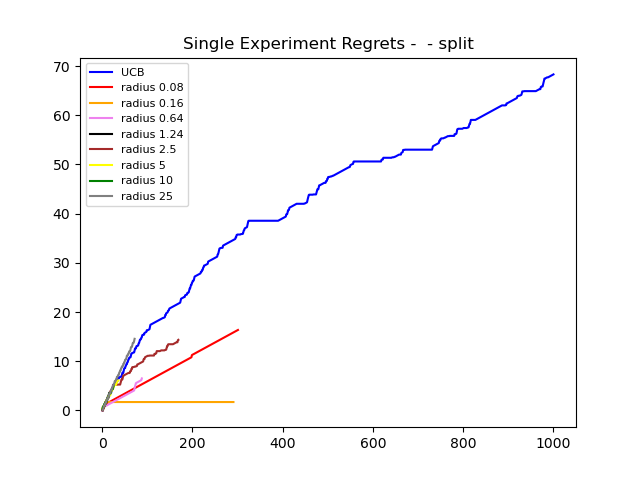 Single Experiment Regrets -  - split
UCB
radius 0.08
radius 0.16
radius 0.64
radius 1.24
radius 2.5
radius 5
radius 10
radius 25
70
60
50
40
30
20
10
0
0 200 400 600 800 1000